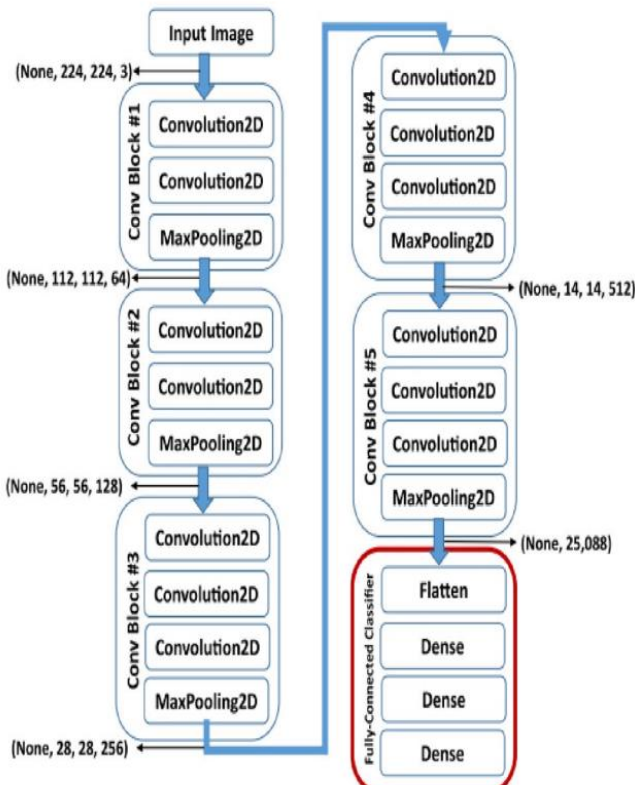 Input Image
(None, 224, 224, 3)
Conv Block #1
Convolution2D
Convolution2D
MaxPooling2D
(None, 112, 112, 64)
Conv Block #2
Convolution2D
Convolution2D
MaxPooling2D
(None, 56, 56, 128)
Conv Block #3
Convolution2D
Convolution2D
Convolution2D
MaxPooling2D
(None, 28, 28, 256)
Conv Block #4
Convolution2D
Convolution2D
Convolution2D
MaxPooling2D
(None, 14, 14, 512)
Conv Block #5
Convolution2D
Convolution2D
Convolution2D
MaxPooling2D
(None, 25,088)
Fully-Connected Classifier
Flatten
Dense
Dense
Dense